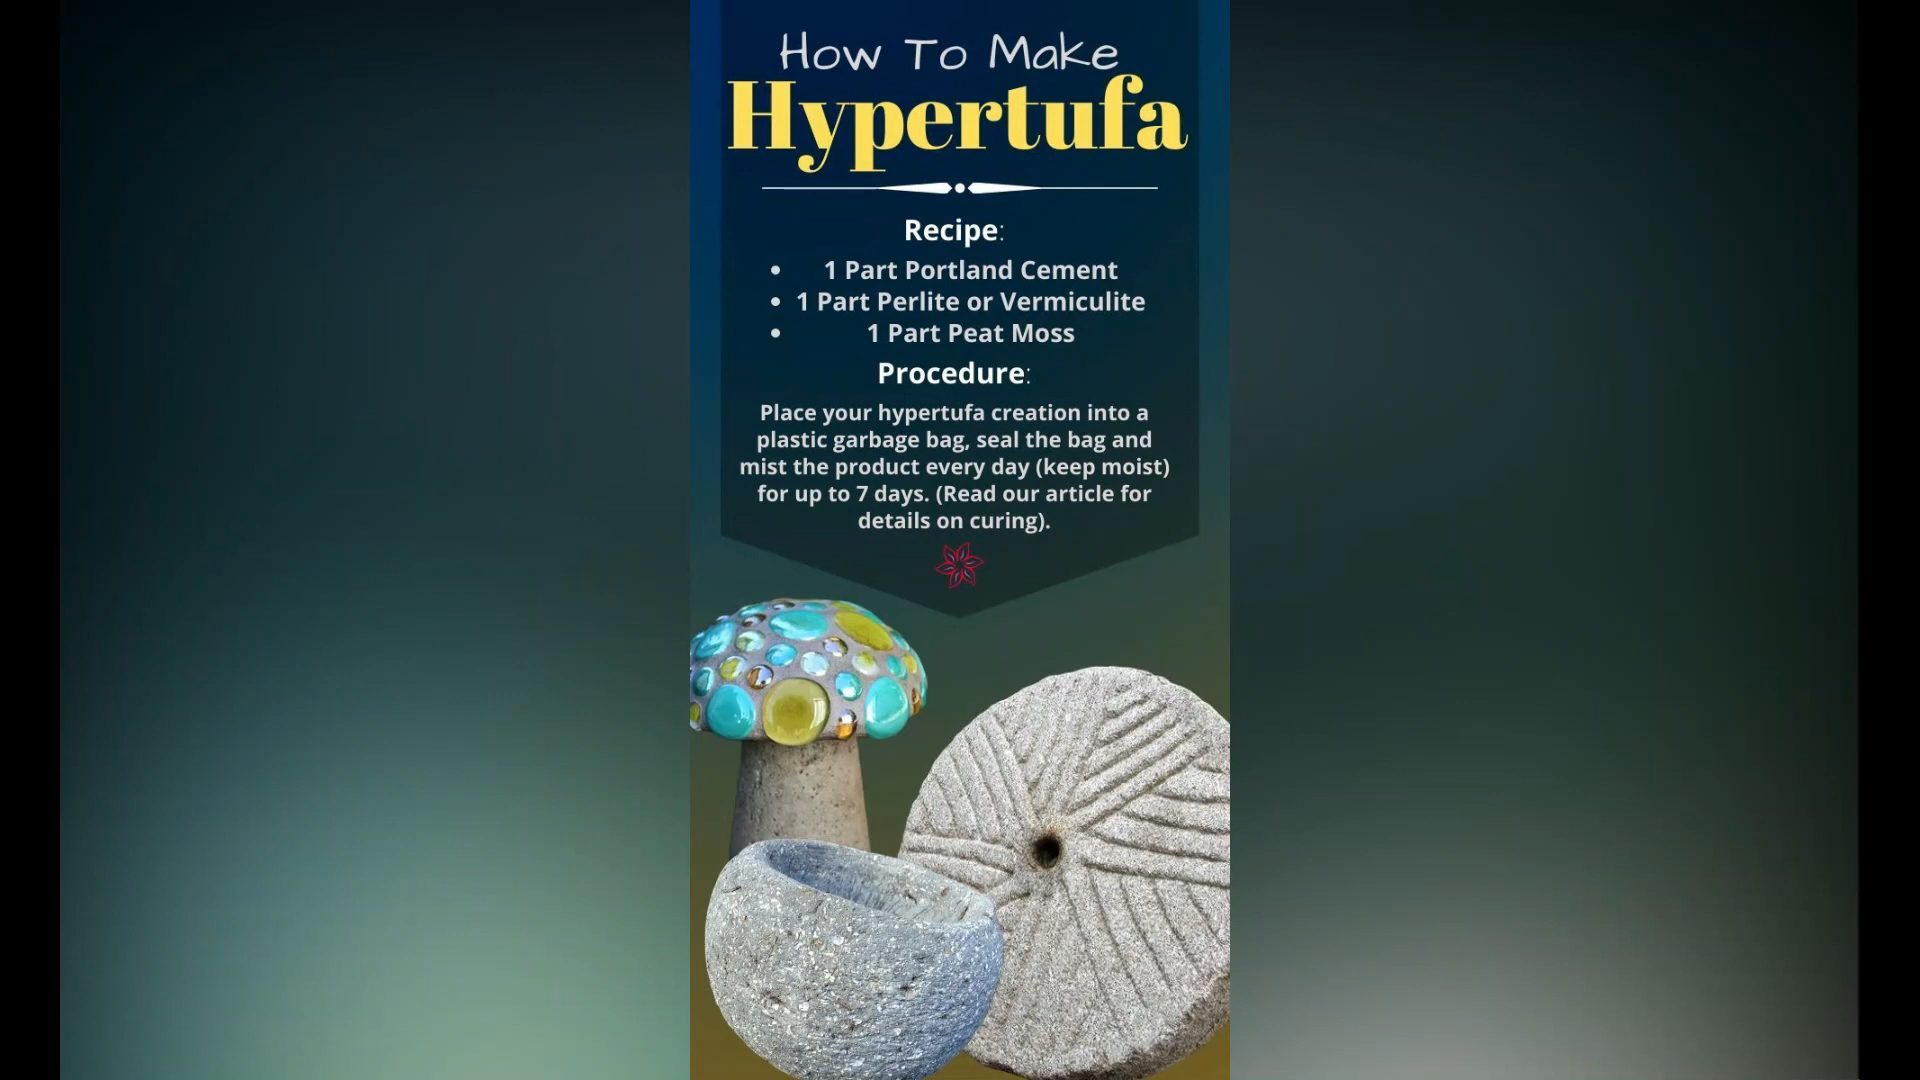 How To Make
Hypertufa
Recipe:
• 1 Part Portland Cement
• 1 Part Perlite or Vermiculite
• 1 Part Peat Moss
Procedure:
Place your hypertufa creation into a
plastic garbage bag, seal the bag and
mist the product every day (keep moist)
for up to 7 days. (Read our article for
details on curing).